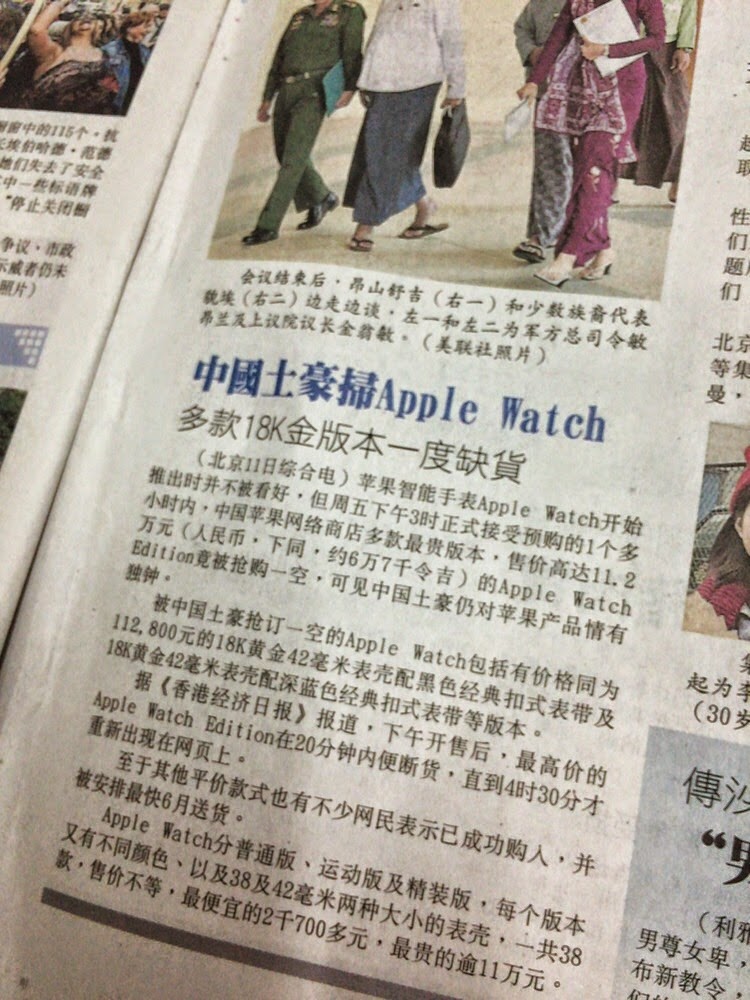 窗中的115个。抗
埃伯哈德·范德
她们失去了安全
中一些标语牌
“停止关闭橱
争议，市政
示威者仍未
照片）
会议结束后，昂山舒吉（右一）和少数族裔代表
埃（右二）边走边谈，左一和左二为军方总司令敏
昂兰及上议院议长金翁敏。（美联社照片）
中國土豪掃Apple Watch
多款18K金版本一度缺貨
（北京11日综合电）苹果智能手表Apple Watch开始
推出时并不被看好，但周五下午3时正式接受预购的1个多
小时内，中国苹果网络商店多款最贵版本，售价高达11.2
万元（人民币，下同，约6万7千令吉）的Apple Watch
Edition竟被抢购一空，可见中国土豪仍对苹果产品情有
独钟。
被中国土豪抢订一空的Apple Watch包括有价格同为
112,800元的18K黄金42毫米表壳配黑色经典扣式表带及
18K黄金42毫米表壳配深蓝色经典扣式表带等版本。
据《香港经济日报》报道，下午开售后，最高价的
Apple Watch Edition在20分钟内便断货，直到4时30分才
重新出现在网页上。
至于其他平价款式也有不少网民表示已成功购入，并
被安排最快6月送货。
Apple Watch分普通版、运动版及精装版，每个版本
又有不同颜色、以及38及42毫米两种大小的表壳，一共38
款，售价不等，最便宜的2千700多元，最贵的逾11万元。
性
们
题
们
北京
等集
曼，
起为李
（30岁
傳沙
“男
（利雅
男尊女卑，
布新教令，